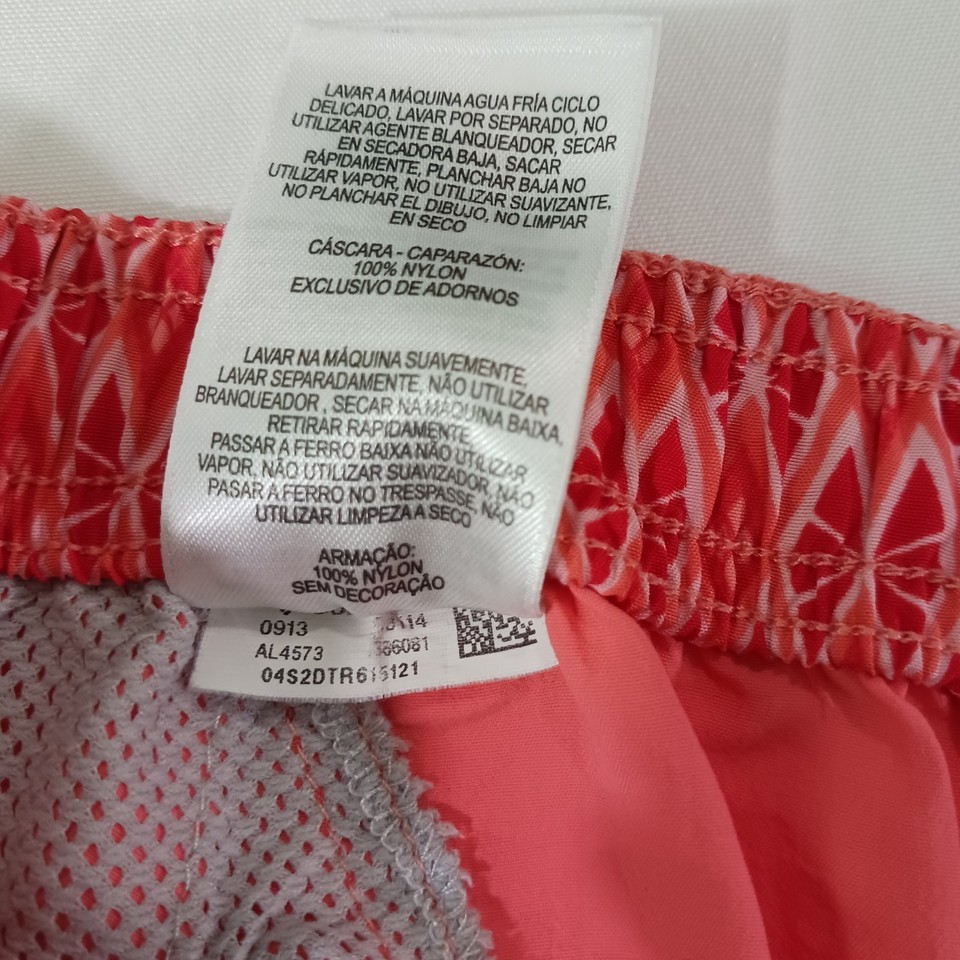 LAVAR A MÁQUINA AGUA FRÍA CICLO
DELICADO, LAVAR POR SEPARADO, NO
UTILIZAR AGENTE BLANQUEADOR, SECAR
EN SECADORA BAJA, SACAR
RÁPIDAMENTE, PLANCHAR BAJA NO
UTILIZAR VAPOR, NO UTILIZAR SUAVIZANTE,
NO PLANCHAR EL DIBUJO, NO LIMPIAR
EN SECO
CÁSCARA - CAPARAZÓN:
100% NYLON
EXCLUSIVO DE ADORNOS
LAVAR NA MÁQUINA SUAVEMENTE,
LAVAR SEPARADAMENTE, NÃO UTILIZAR
BRANQUEADOR , SECAR NA MÁQUINA BAIXA,
RETIRAR RAPIDAMENTE,
PASSAR A FERRO BAIXA NÃO UTILIZAR
VAPOR, NÃO UTILIZAR SUAVIZADOR, NÃO
PASAR A FERRO NO TRESPASSE, NÃO
UTILIZAR LIMPEZA A SECO
ARMAÇÃO:
100% NYLON
SEM DECORAÇÃO
0913
AL4573
04S2DTR615121